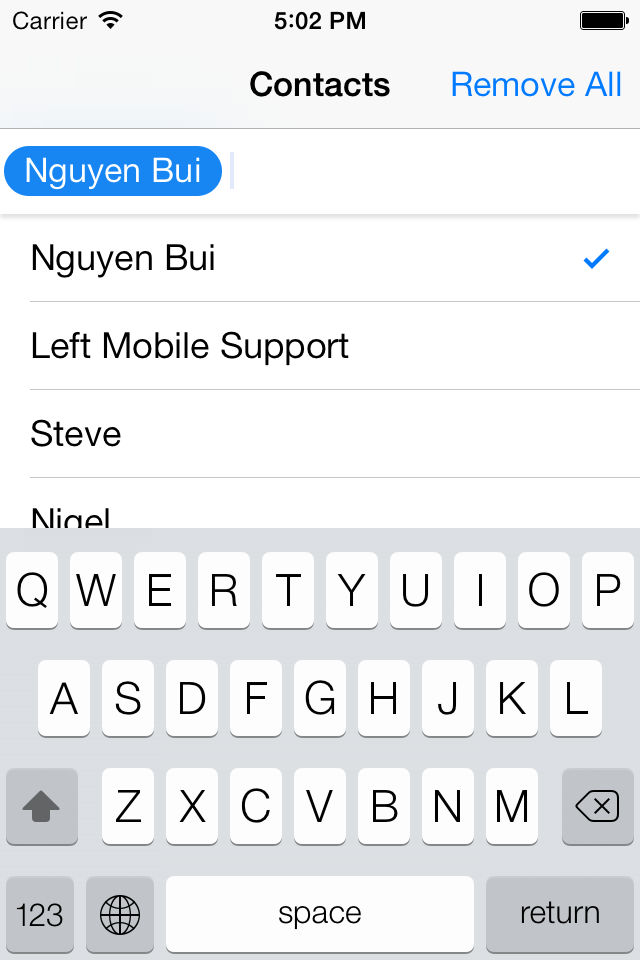 Carrier 5:02 PM
Contacts Remove All
Nguyen Bui
Nguyen Bui
Left Mobile Support
Steve
Nigel
Q W E R T Y U I O P
A S D F G H J K L
Z X C V B N M
123 space return